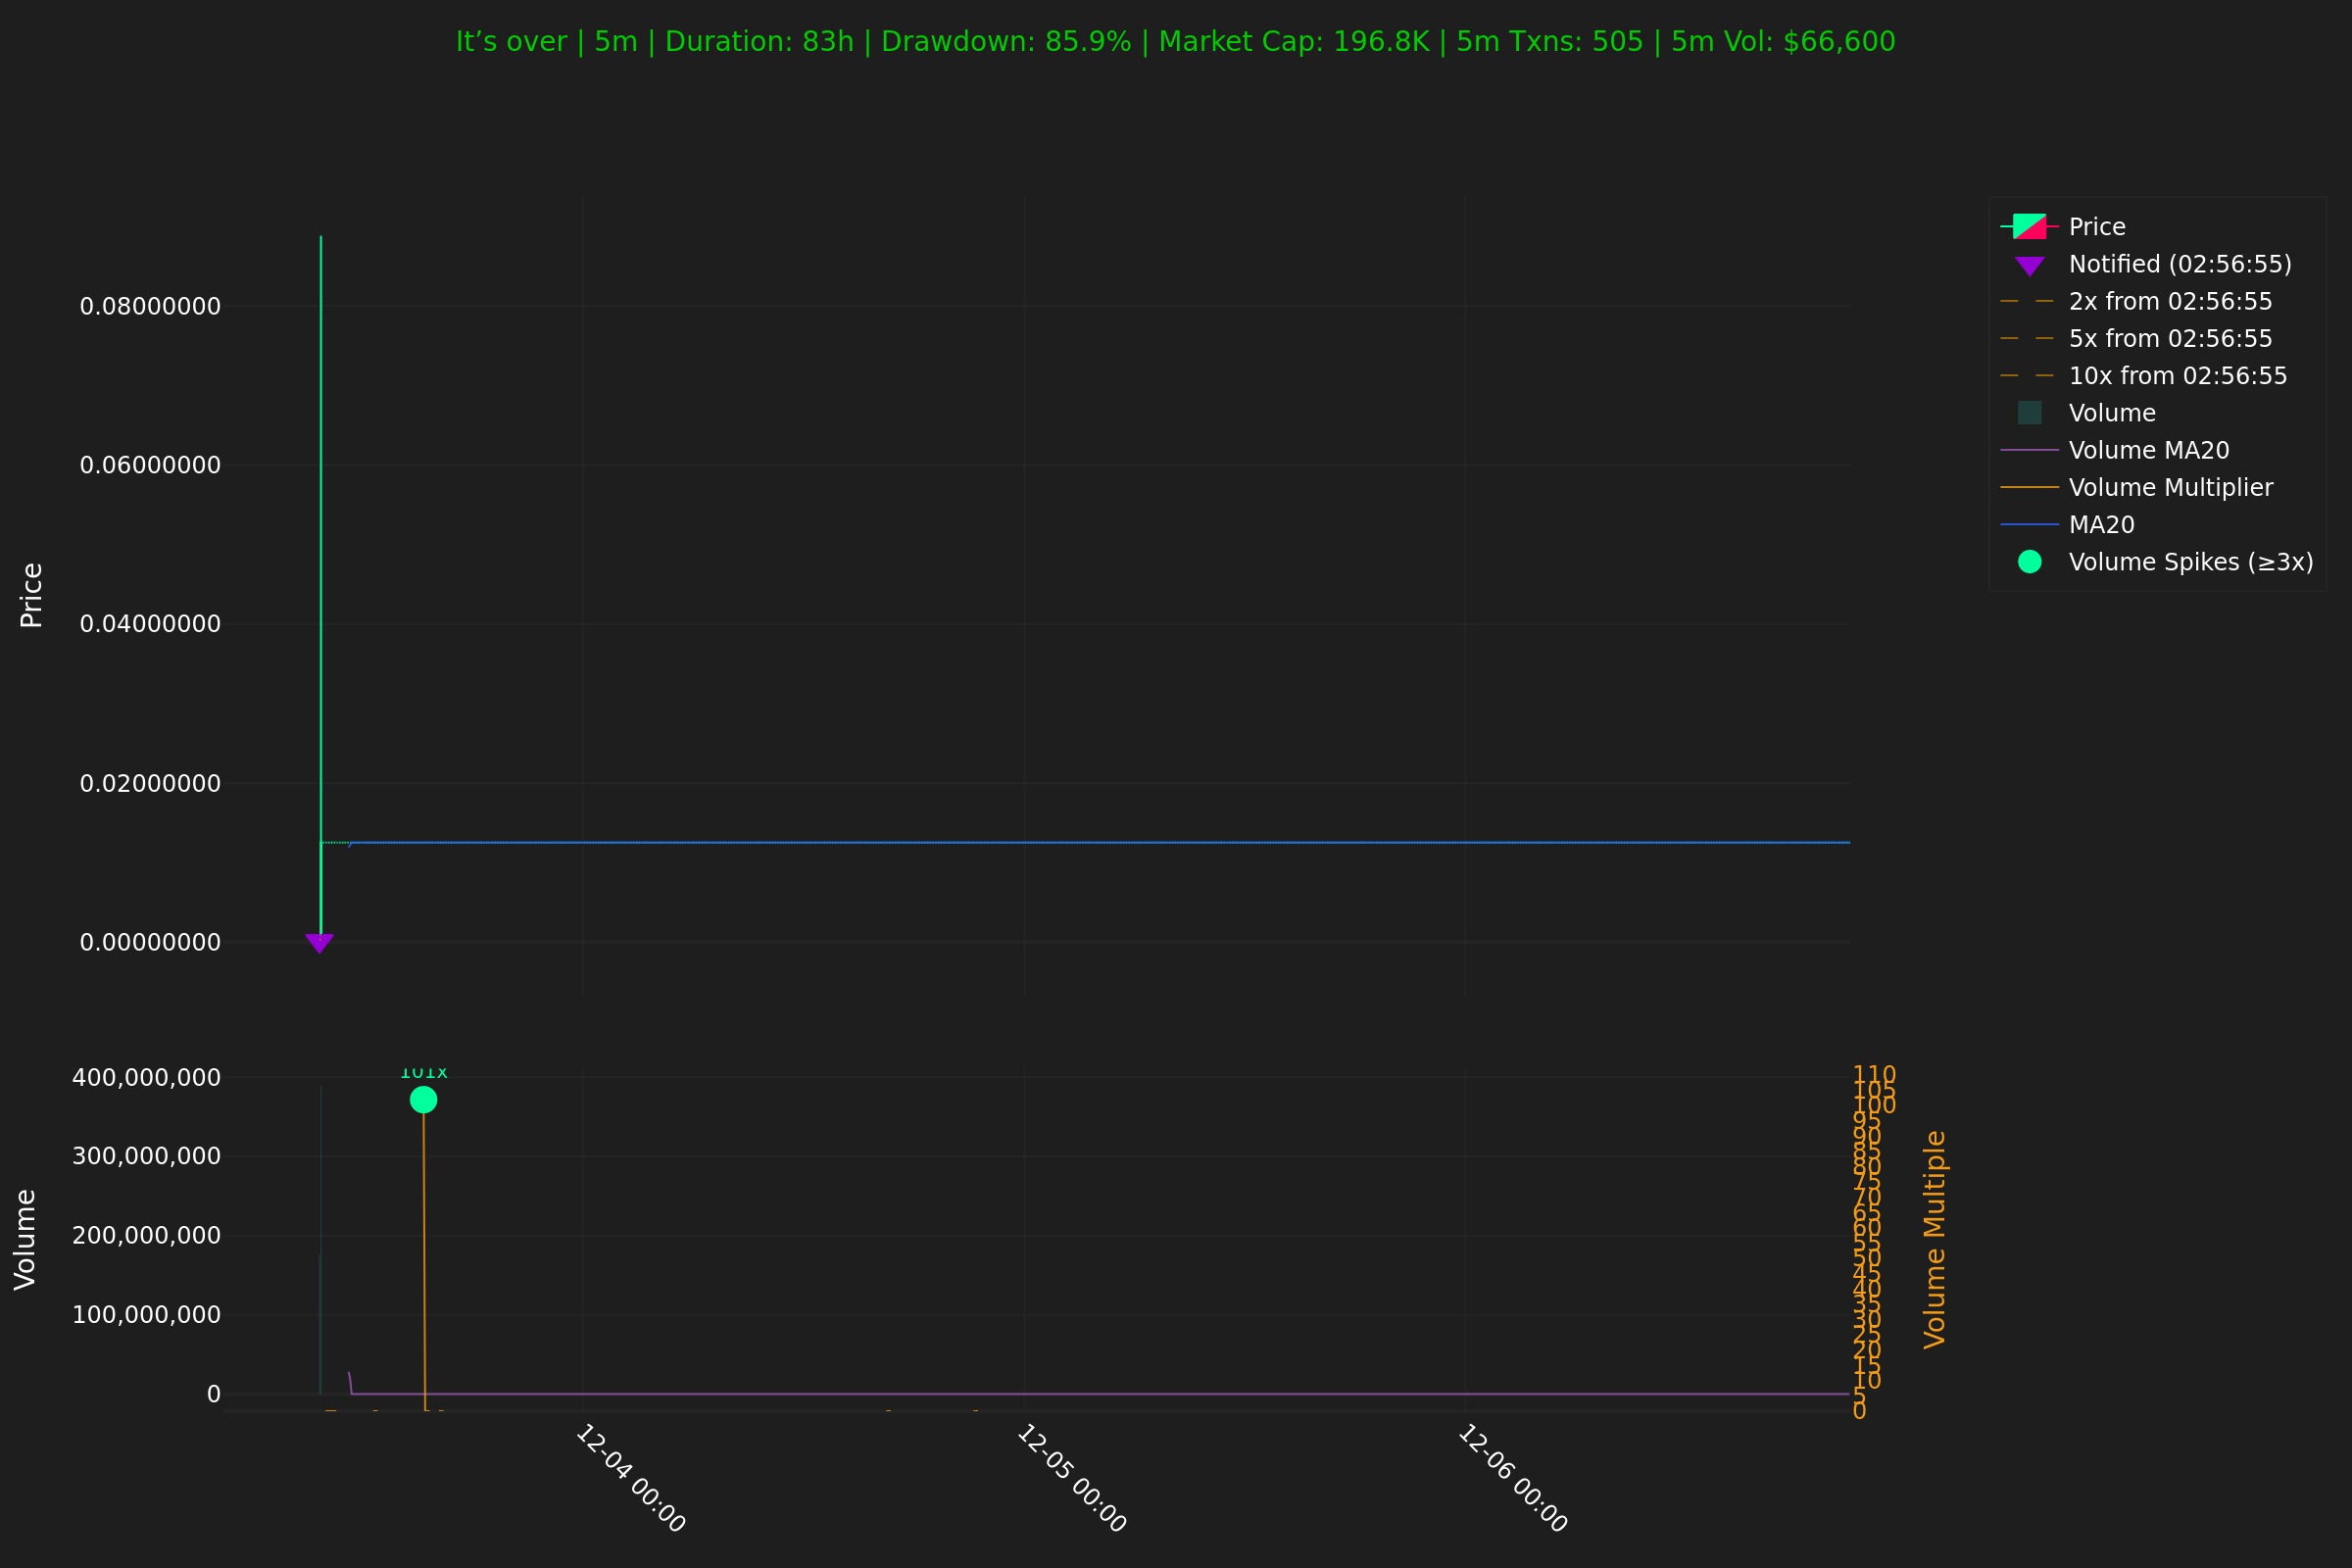 It’s over | 5m | Duration: 83h | Drawdown: 85.9% | Market Cap: 196.8K | 5m Txns: 505 | 5m Vol: $66,600
Price
0.08000000
0.06000000
0.04000000
0.02000000
0.00000000
Price
Notified (02:56:55)
2x from 02:56:55
5x from 02:56:55
10x from 02:56:55
Volume
Volume MA20
Volume Multiplier
MA20
Volume Spikes (≥3x)
Volume
400,000,000
300,000,000
200,000,000
100,000,000
0
101x
110
105
100
95
90
85
80
75
70
65
60
55
50
45
40
35
30
25
20
15
10
5
0
Volume Multiple
12-04 00:00
12-05 00:00
12-06 00:00